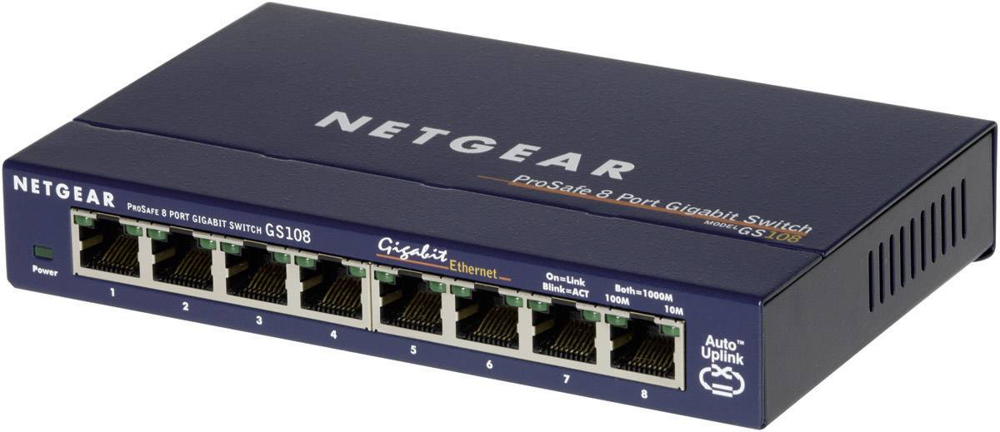 NETGEAR
ProSafe 8 Port Gigabit Switch
MODEL GS108
NETGEAR
PROSAFE 8 PORT GIGABIT SWITCH GS108
Gigabit
Ethernet
On=Link
Blink=ACT
Both=1000M
100M 10M
Power
1 2 3 4 5 6 7 8
Auto™
Uplink